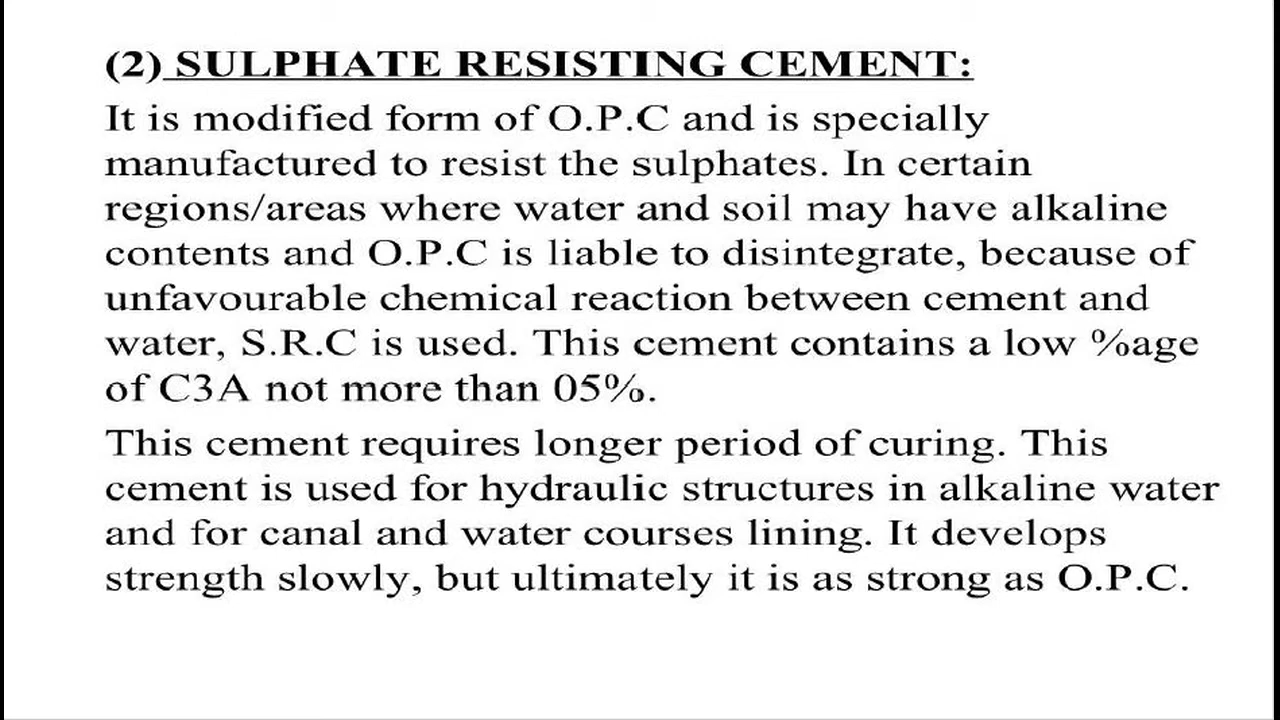 (2) SULPHATE RESISTING CEMENT:
It is modified form of O.P.C and is specially
manufactured to resist the sulphates. In certain
regions/areas where water and soil may have alkaline
contents and O.P.C is liable to disintegrate, because of
unfavourable chemical reaction between cement and
water, S.R.C is used. This cement contains a low %age
of C3A not more than 05%.
This cement requires longer period of curing. This
cement is used for hydraulic structures in alkaline water
and for canal and water courses lining. It develops
strength slowly, but ultimately it is as strong as O.P.C.